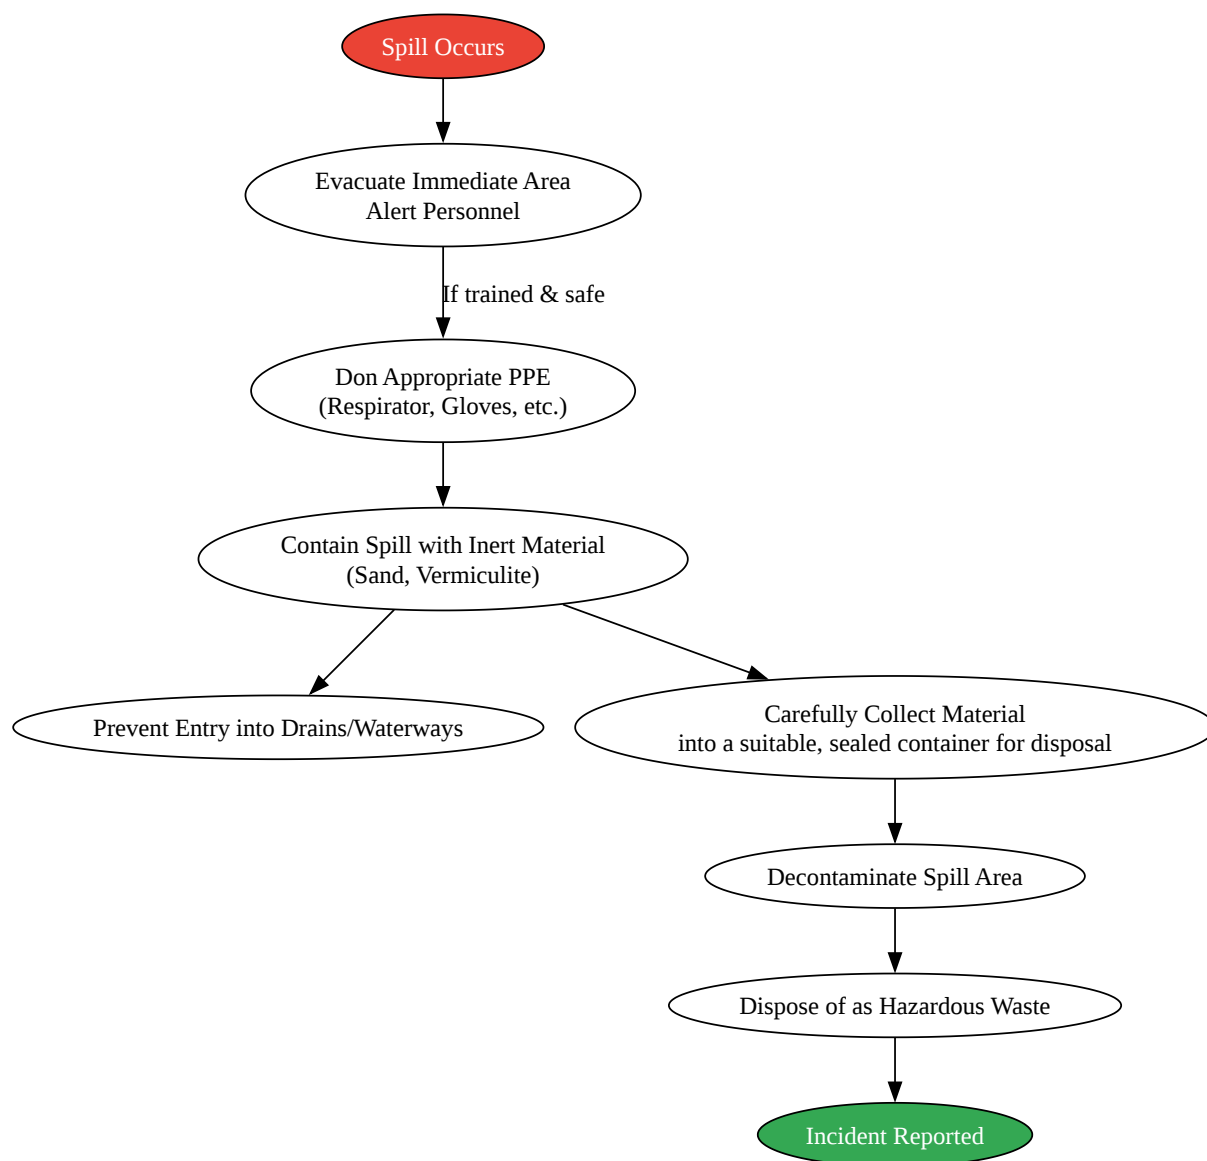 Spill Occurs
Evacuate Immediate Area
Alert Personnel
If trained & safe
Don Appropriate PPE
(Respirator, Gloves, etc.)
Contain Spill with Inert Material
(Sand, Vermiculite)
Prevent Entry into Drains/Waterways
Carefully Collect Material
into a suitable, sealed container for disposal
Decontaminate Spill Area
Dispose of as Hazardous Waste
Incident Reported